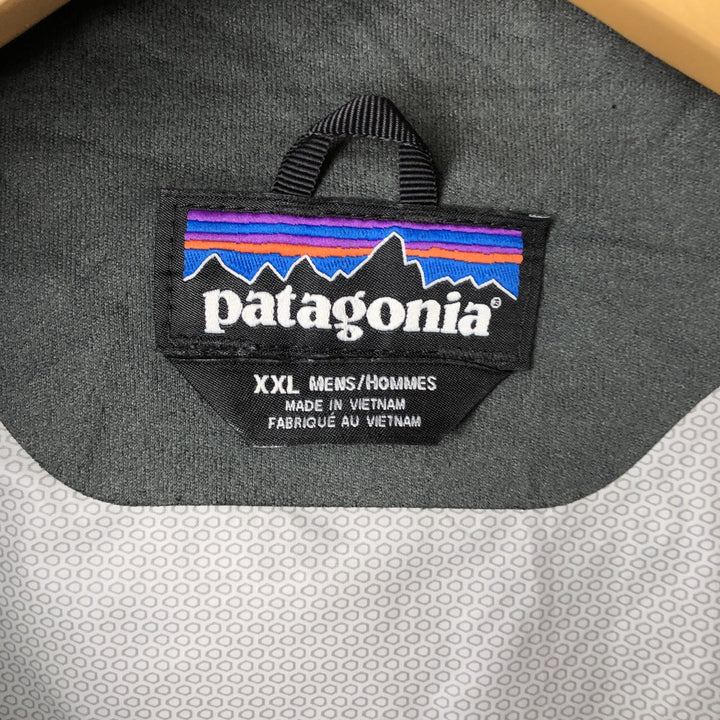 patagonia®
XXL MENS/HOMMES
MADE IN VIETNAM
FABRIQUÉ AU VIETNAM